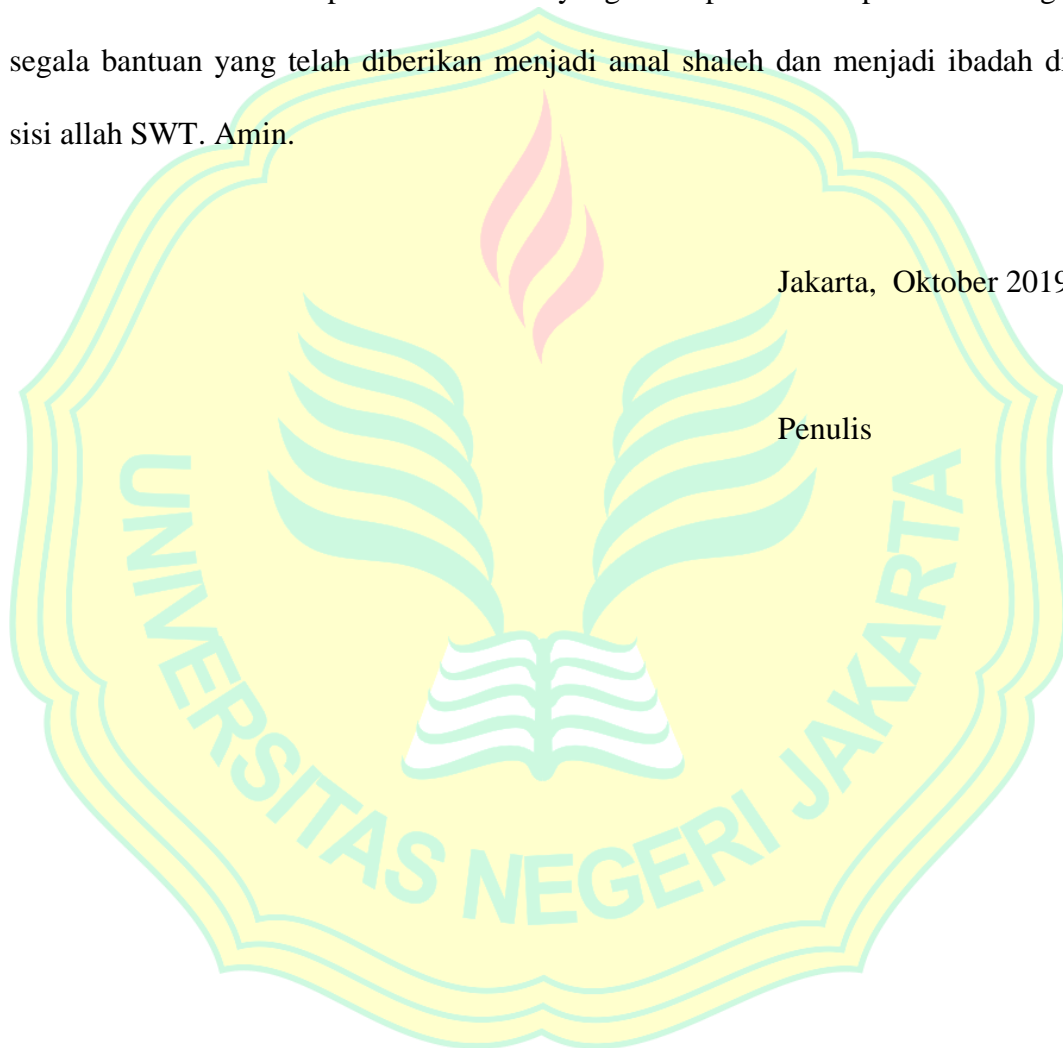 segala bantuan yang telah diberikan menjadi amal shaleh dan menjadi ibadah di
sisi allah SWT. Amin.
Jakarta, Oktober 2019
Penulis
UNIVERSITAS NEGERI JAKARTA